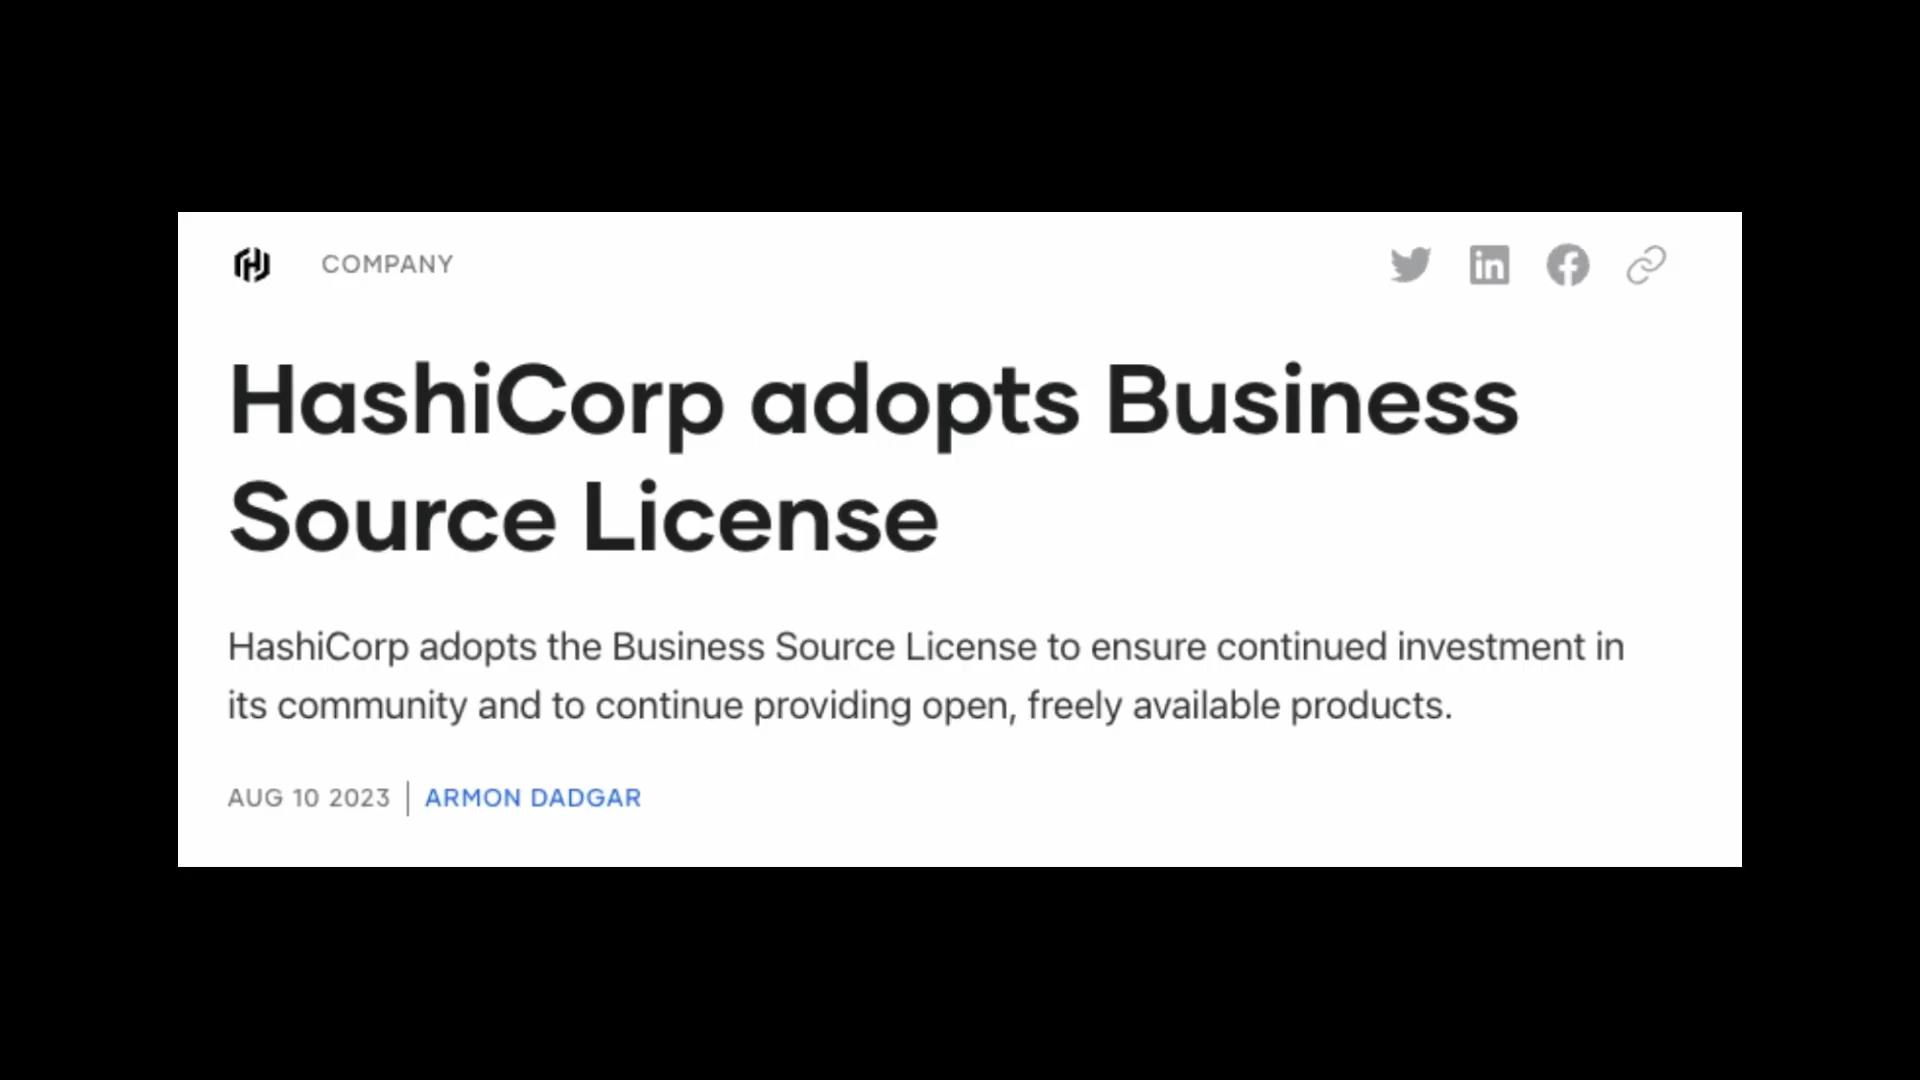 COMPANY
HashiCorp adopts Business
Source License
HashiCorp adopts the Business Source License to ensure continued investment in
its community and to continue providing open, freely available products.
AUG 10 2023 | ARMON DADGAR